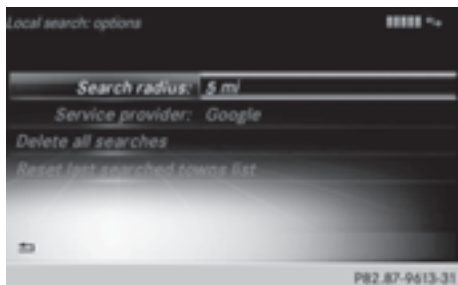 Local search: options
Search radius: 5 mi
Service provider: Google
Delete all searches
Reset last searched towns list
P82.87-9613-31